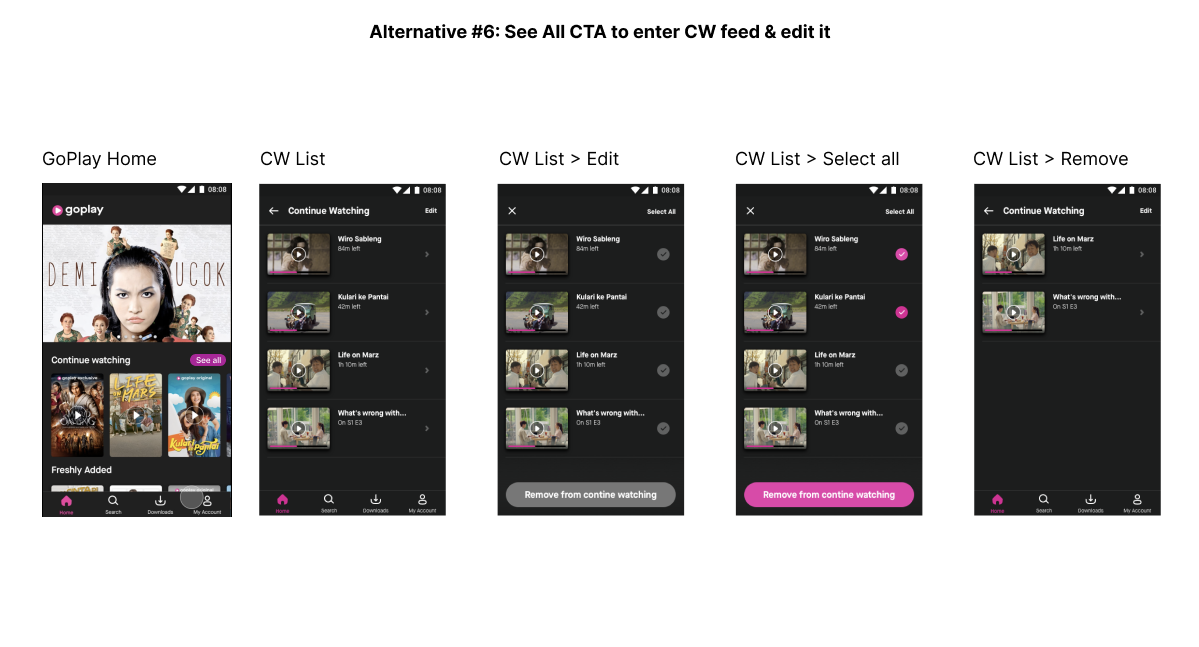 Alternative #6: See All CTA to enter CW feed & edit it
GoPlay Home
08:08
goplay
DEMI UCOK
Continue watching
See all
goplay exclusive
LIFE ON MARS
goplay original
Kulari ke Pantai
Freshly Added
Home
Search
Downloads
My Account
CW List
08:08
Continue Watching
Edit
Wiro Sableng
84m left
Kulari ke Pantai
42m left
Life on Marz
1h 10m left
What's wrong with...
On S1 E3
Home
Search
Downloads
My Account
CW List > Edit
08:08
Select All
Wiro Sableng
84m left
Kulari ke Pantai
42m left
Life on Marz
1h 10m left
What's wrong with...
On S1 E3
Remove from contine watching
CW List > Select all
08:08
Select All
Wiro Sableng
84m left
Kulari ke Pantai
42m left
Life on Marz
1h 10m left
What's wrong with...
On S1 E3
Remove from contine watching
CW List > Remove
08:08
Continue Watching
Edit
Life on Marz
1h 10m left
What's wrong with...
On S1 E3
Home
Search
Downloads
My Account